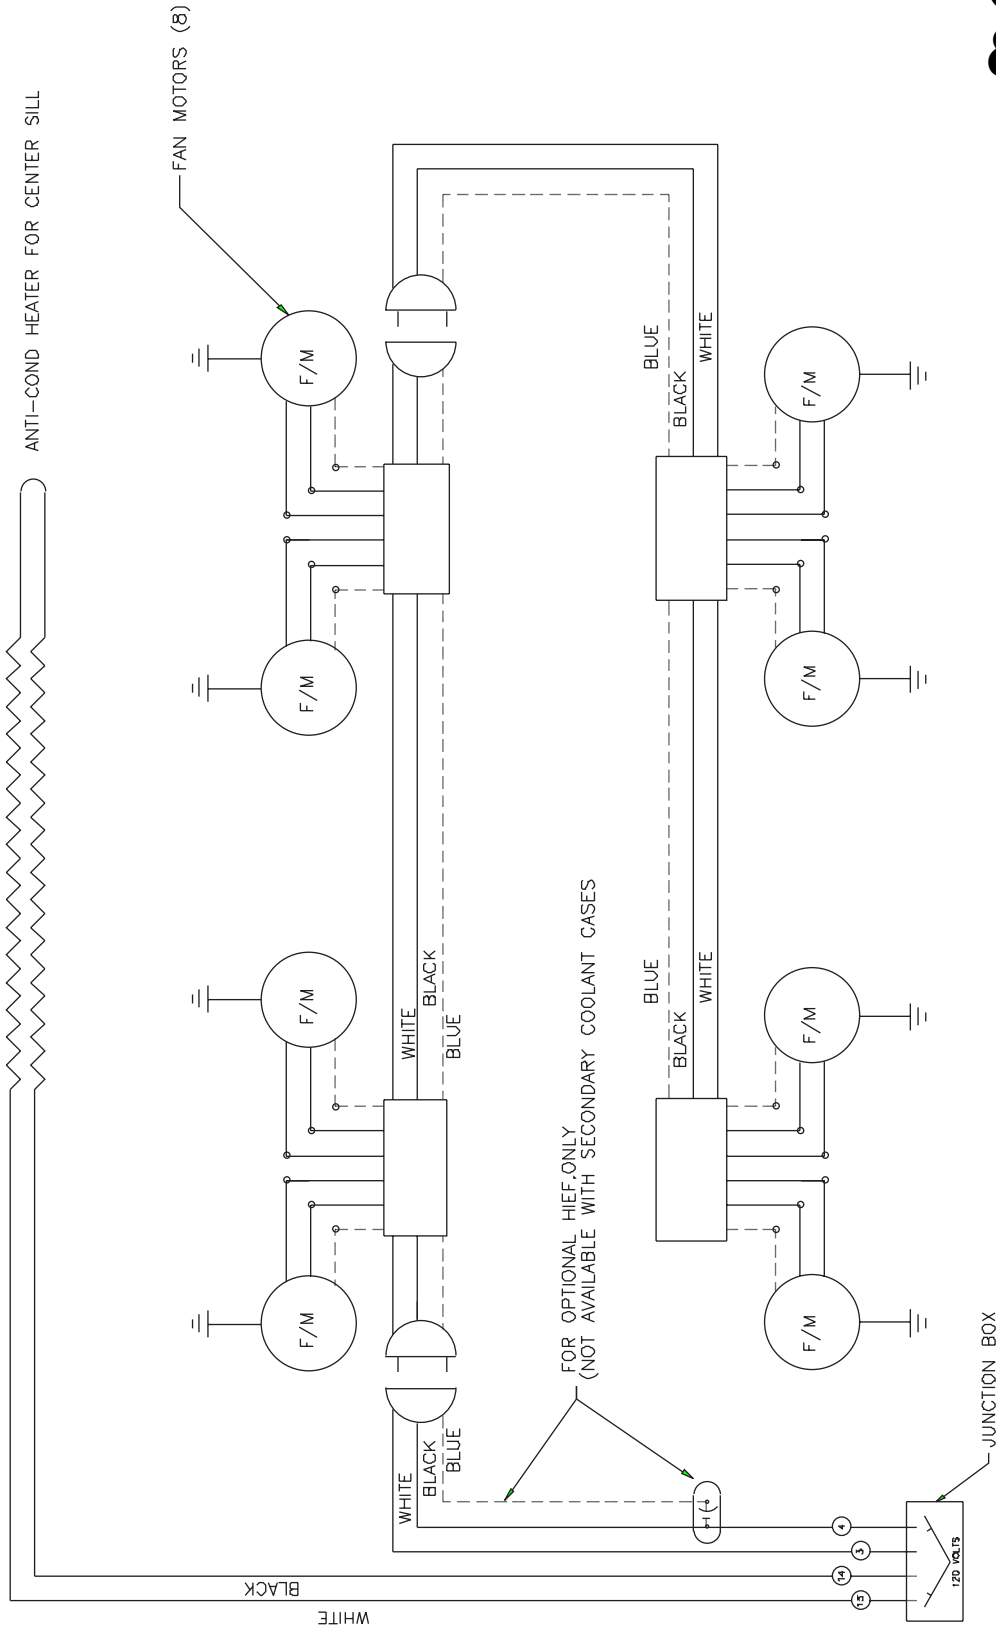 ANTI-COND HEATER FOR CENTER SILL
FAN MOTORS (8)
F/M
F/M
F/M
F/M
WHITE
BLACK
BLUE
BLUE
BLACK
WHITE
BLUE
BLACK
WHITE
F/M
F/M
F/M
F/M
WHITE
BLACK
BLUE
FOR OPTIONAL HIEF,ONLY
(NOT AVAILABLE WITH SECONDARY COOLANT CASES
BLACK
WHITE
4
3
14
13
120 VOLTS
JUNCTION BOX